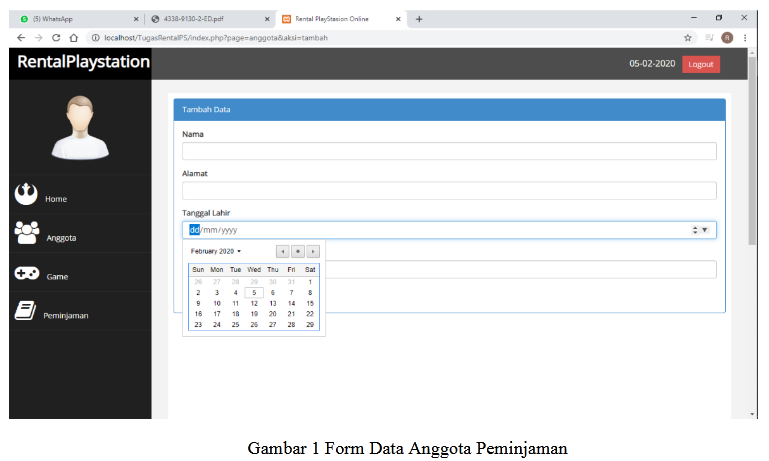 (5) WhatsApp
4338-9130-2-ED.pdf
Rental PlayStasion Online
localhost/TugasRentalPS/index.php?page=anggota&aksi=tambah
R
RentalPlaystation
05-02-2020 Logout
Home
Anggota
Game
Peminjaman
Tambah Data
Nama
Alamat
Tanggal Lahir
dd/mm/yyyy
February 2020
Sun Mon Tue Wed Thu Fri Sat
26 27 28 29 30 31 1
2 3 4 5 6 7 8
9 10 11 12 13 14 15
16 17 18 19 20 21 22
23 24 25 26 27 28 29
Gambar 1 Form Data Anggota Peminjaman